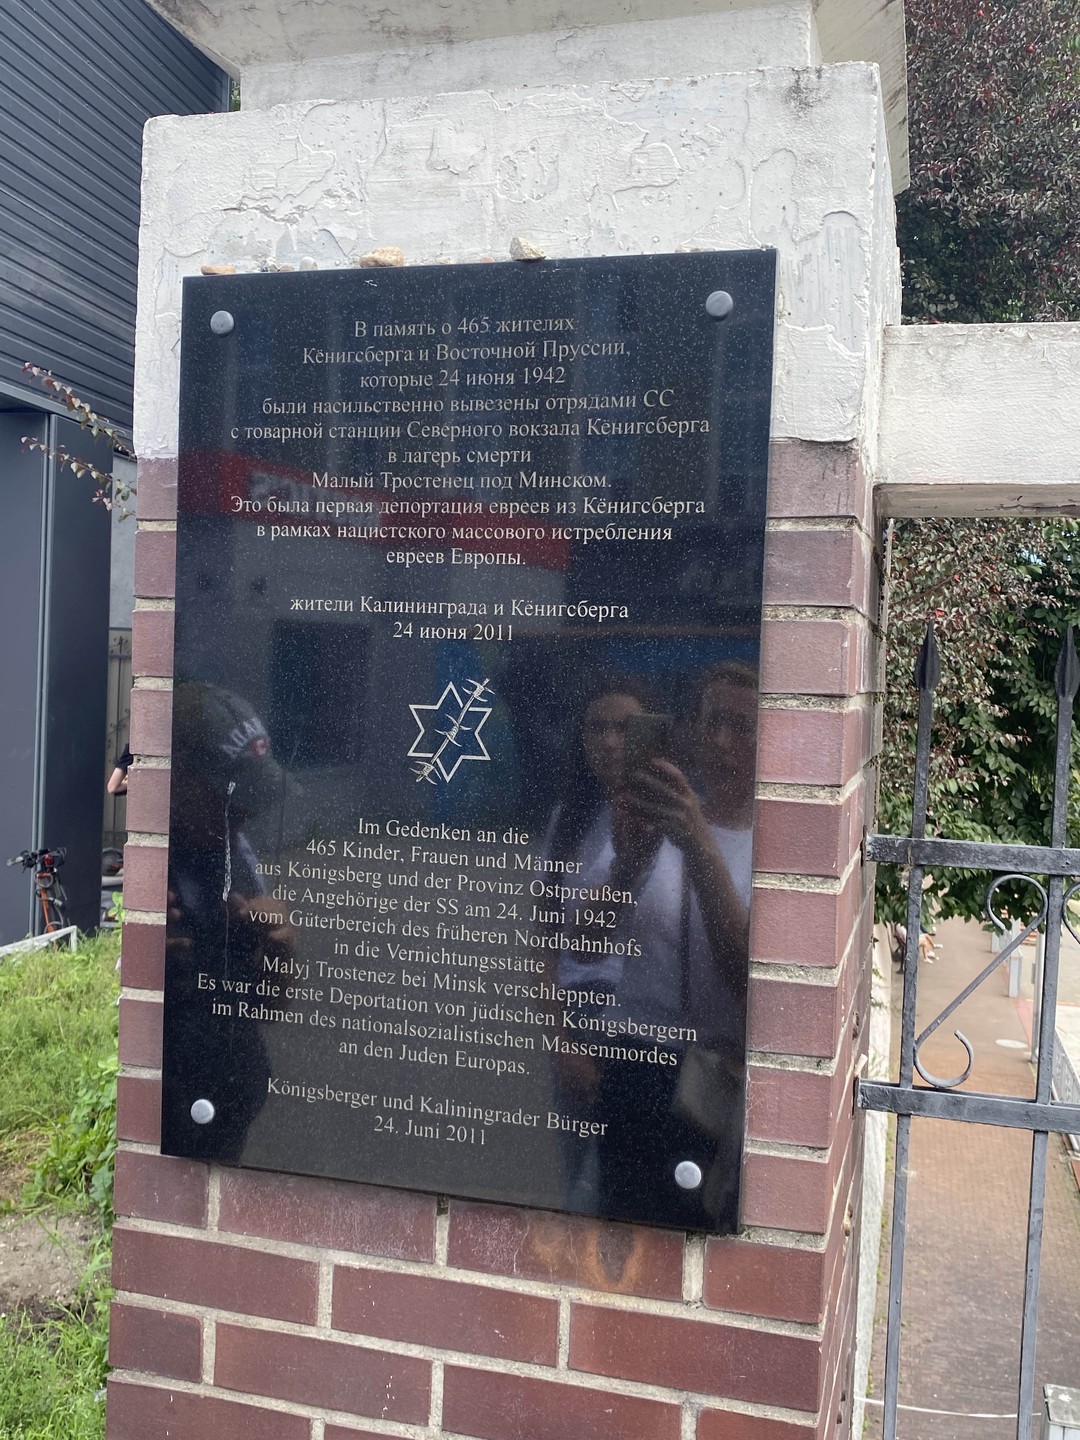 В память о 465 жителях
Кёнигсберга и Восточной Пруссии,
которые 24 июня 1942
были насильственно вывезены отрядами СС
с товарной станции Северного вокзала Кёнигсберга
в лагерь смерти
Малый Тростенец под Минском.
Это была первая депортация евреев из Кёнигсберга
в рамках нацистского массового истребления
евреев Европы.
жители Калининграда и Кёнигсберга
24 июня 2011
Im Gedenken an die
465 Kinder, Frauen und Männer
aus Königsberg und der Provinz Ostpreußen,
die Angehörige der SS am 24. Juni 1942
vom Güterbereich des früheren Nordbahnhofs
in die Vernichtungsstätte
Malyj Trostenez bei Minsk verschleppten.
Es war die erste Deportation von jüdischen Königsbergern
im Rahmen des nationalsozialistischen Massenmordes
an den Juden Europas.
Königsberger und Kaliningrader Bürger
24. Juni 2011